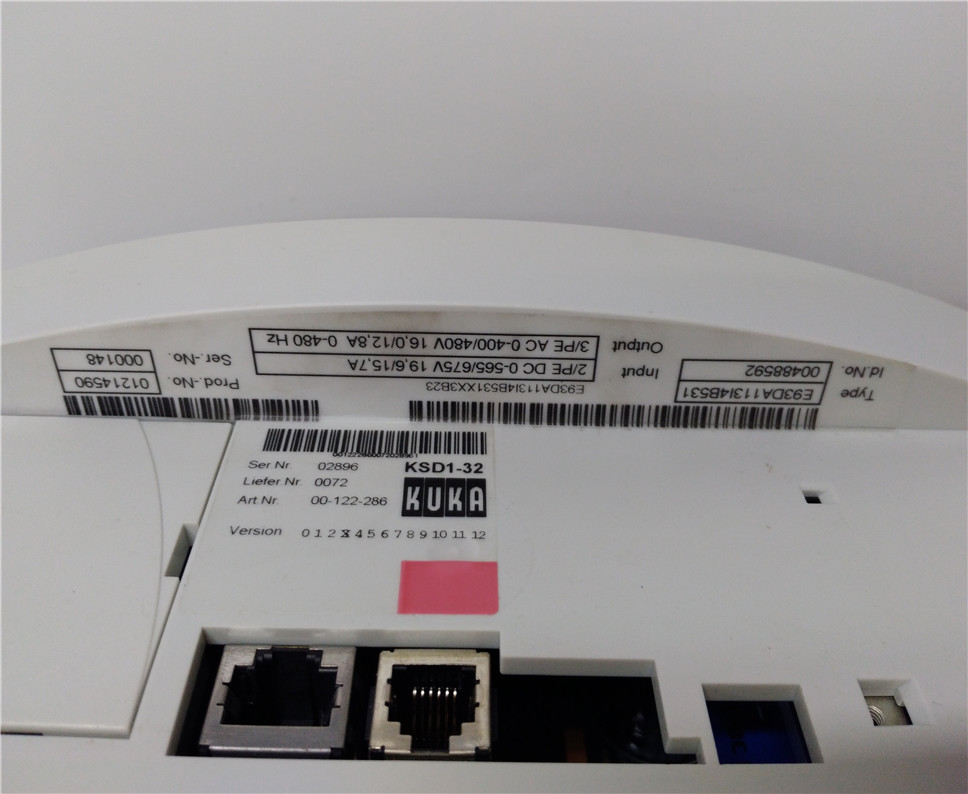 Type E93DA1113I4B531
Id.No. 00488592
E93DA1113I4B531XX3B23
Input 2/PE DC 0-565/675V 19,6/15,7A
Output 3/PE AC 0-400/480V 16,0/12,8A 0-480 Hz
Prod.-No. 01214590
Ser.-No. 000148
Ser Nr. 02896 KSD1-32
Liefer.Nr. 0072
Art Nr. 00-122-286 KUKA
Version 0 1 2 3 4 5 6 7 8 9 10 11 12